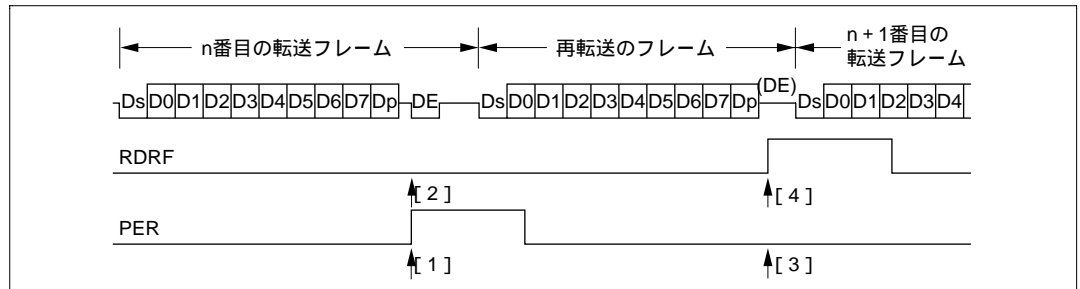 n番目の転送フレーム
再転送のフレーム
n + 1番目の
転送フレーム
Ds D0 D1 D2 D3 D4 D5 D6 D7 Dp DE
Ds D0 D1 D2 D3 D4 D5 D6 D7 Dp (DE)
Ds D0 D1 D2 D3 D4
RDRF
[ 2 ]
[ 4 ]
PER
[ 1 ]
[ 3 ]